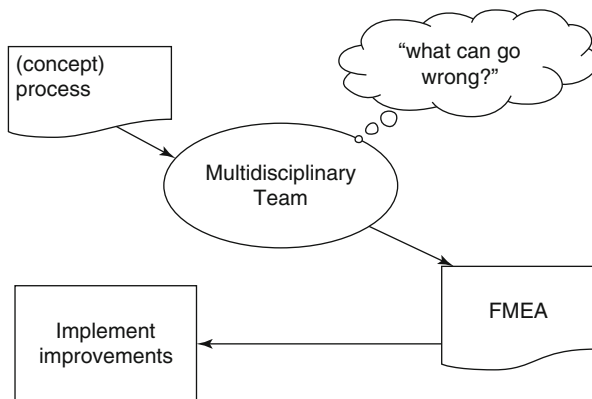 (concept)
process
“what can go
wrong?”
Multidisciplinary
Team
FMEA
Implement
improvements